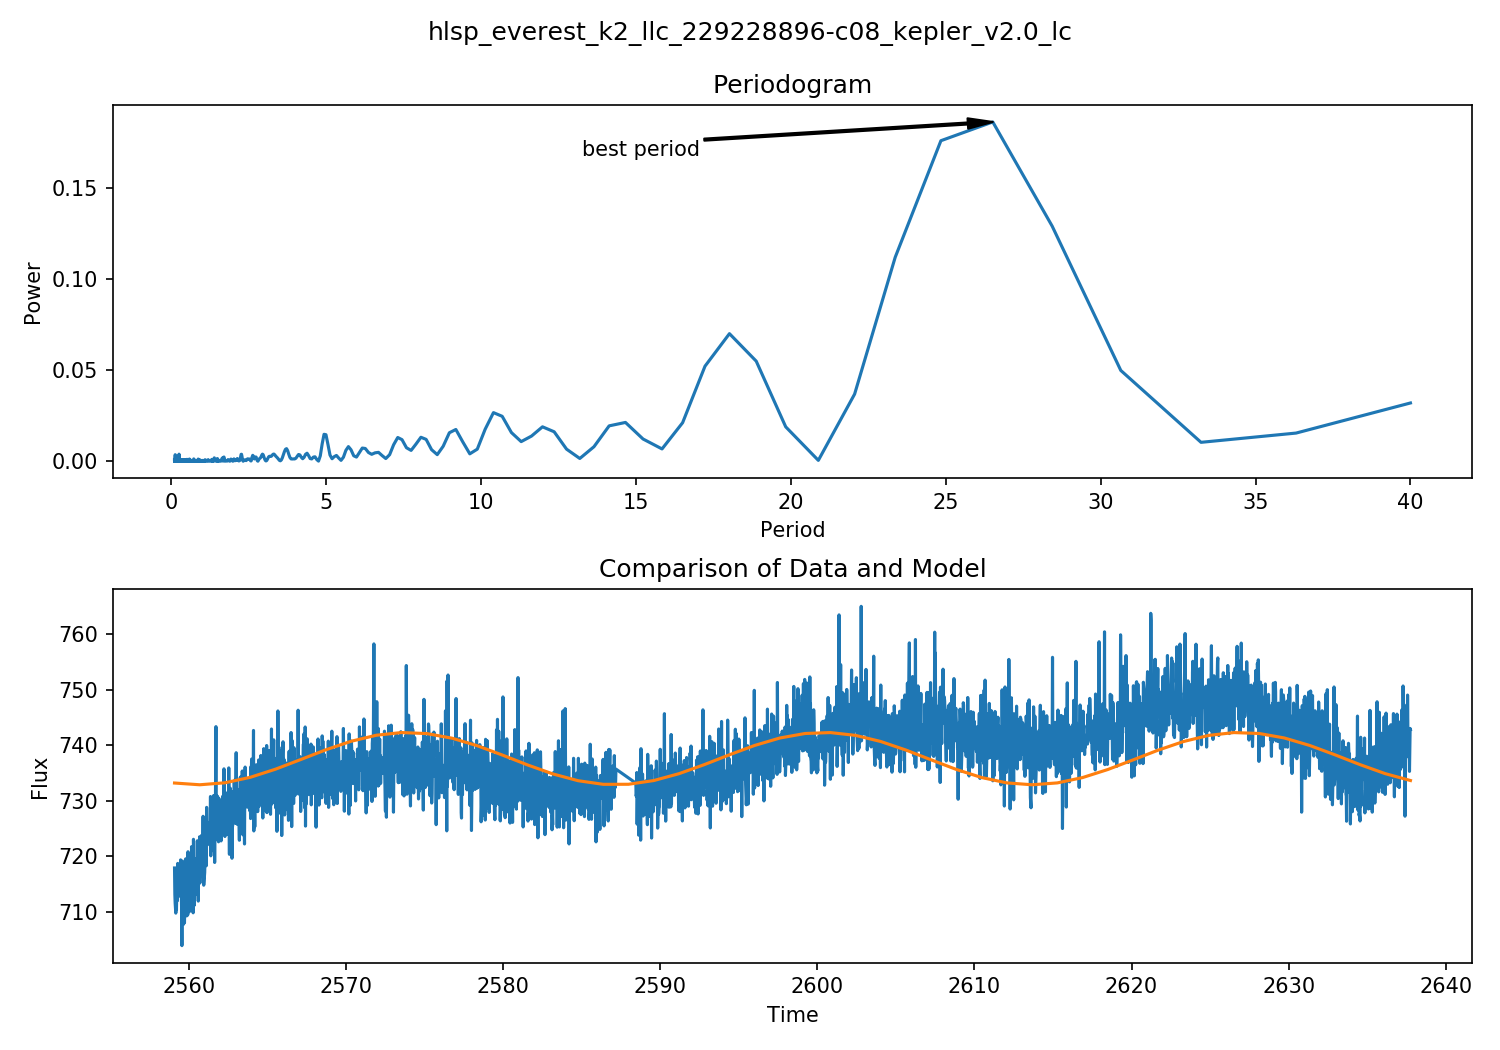 hlsp_everest_k2_llc_229228896-c08_kepler_v2.0_lc
Periodogram
best period
Power
0.15
0.10
0.05
0.00
0 5 10 15 20 25 30 35 40
Period
Comparison of Data and Model
Flux
760
750
740
730
720
710
2560 2570 2580 2590 2600 2610 2620 2630 2640
Time